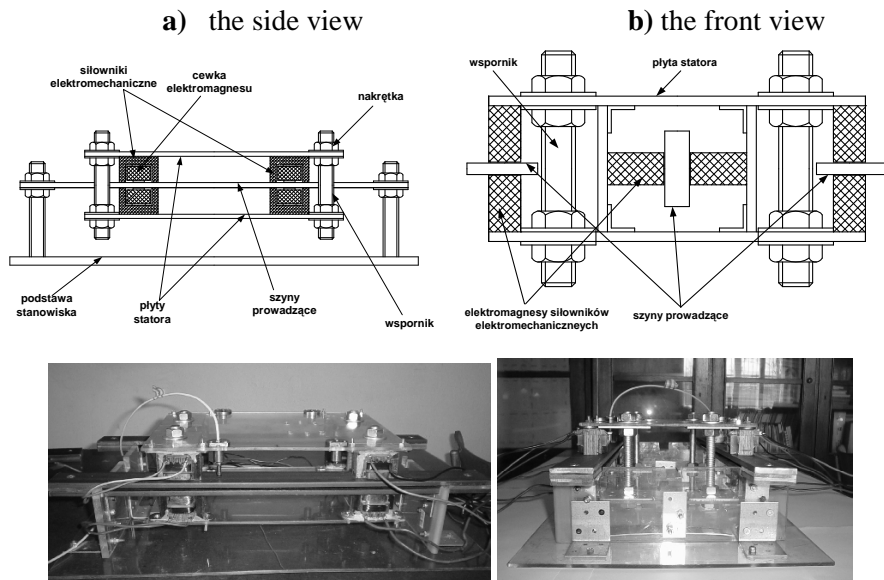 a) the side view
b) the front view
siłowniki
elektromechaniczne
cewka
elektromagnesu
nakrętka
podstawa
stanowiska
płyty
statora
szyny
prowadzące
wspornik
wspornik
płyta statora
elektromagnesy siłowników
elektromechaniczneych
szyny prowadzące